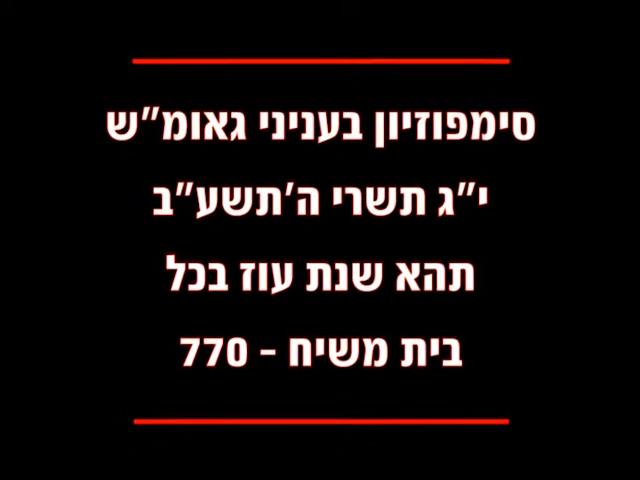 סימפוזיון בעניני גאומ"ש
י"ג תשרי ה'תשע"ב
תהא שנת עוז בכל
בית משיח - 770